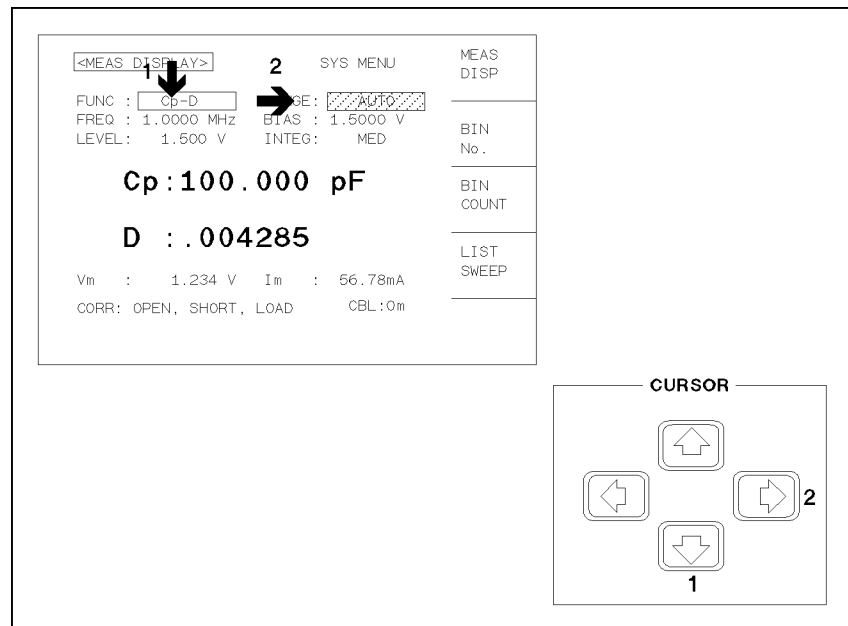 <MEAS DISPLAY> SYS MENU
1 2
FUNC : Cp-D GE: AUTO
FREQ : 1.0000 MHz BIAS : 1.5000 V
LEVEL: 1.500 V INTEG: MED
Cp:100.000 pF
D :.004285
Vm : 1.234 V Im : 56.78mA
CORR: OPEN, SHORT, LOAD CBL:0m
MEAS
DISP
BIN
No.
BIN
COUNT
LIST
SWEEP
CURSOR
2
1